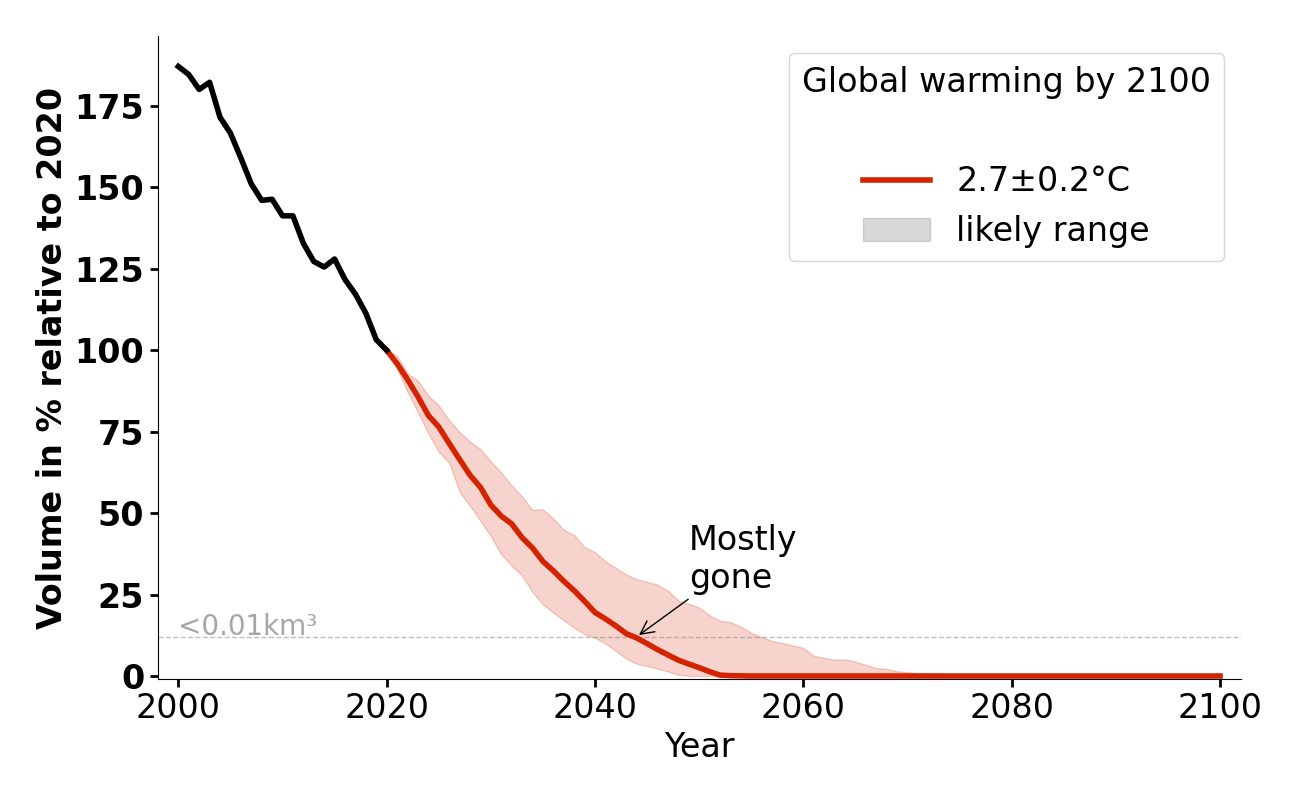 Volume in % relative to 2020
175
150
125
100
75
50
25
0
Global warming by 2100
2.7±0.2°C
likely range
Mostly
gone
<0.01km³
2000
2020
2040
2060
2080
2100
Year